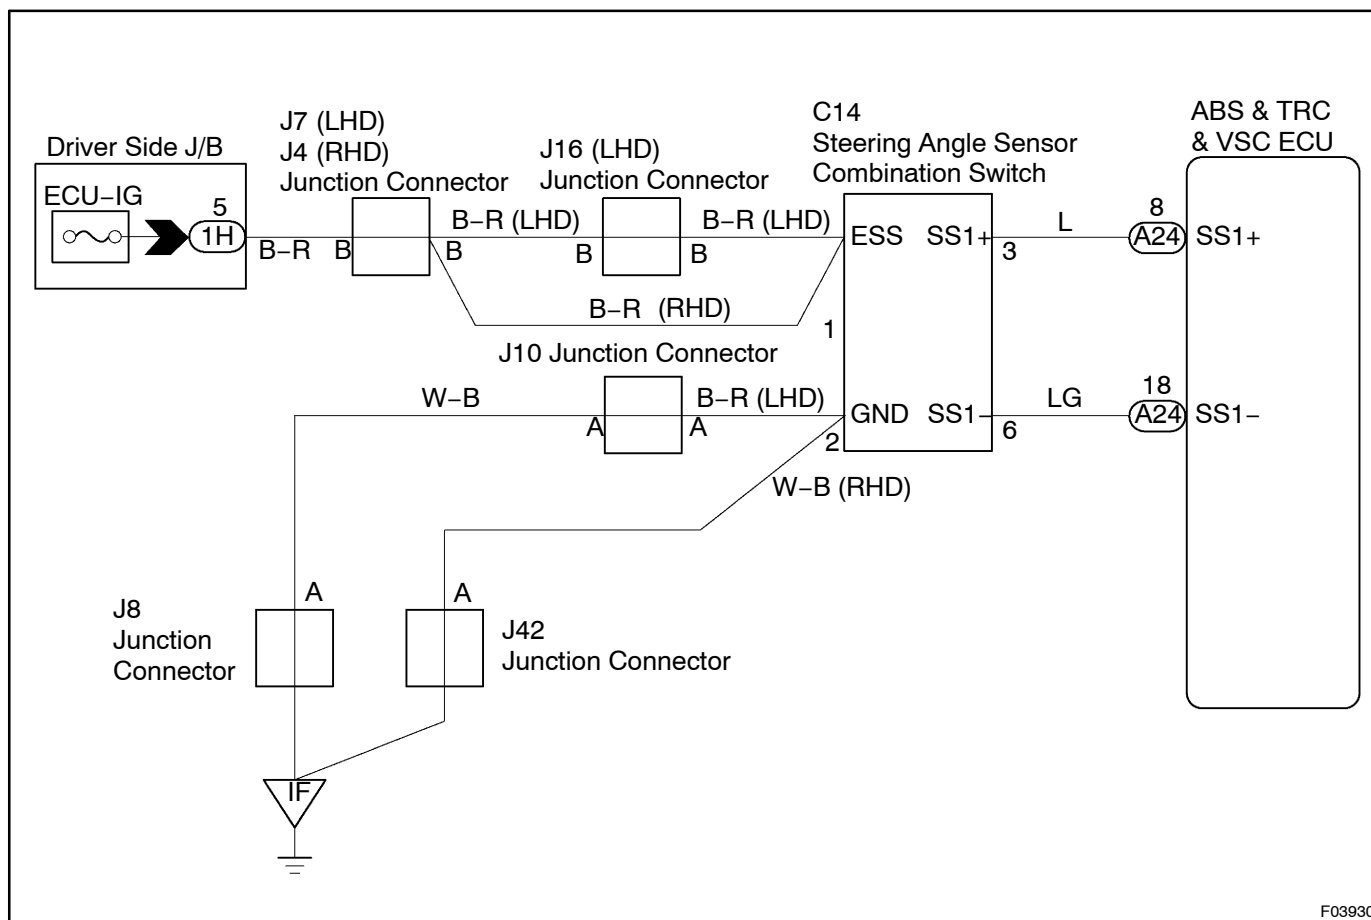 J7 (LHD)
J4 (RHD)
Junction Connector
Driver Side J/B
ECU−IG
5
1H
B−R
B
B
B−R (LHD)
J16 (LHD)
Junction Connector
B
B
B−R (LHD)
B−R (RHD)
C14
Steering Angle Sensor
Combination Switch
ESS
SS1+
1
3
L
8
A24
SS1+
ABS & TRC
& VSC ECU
J10 Junction Connector
W−B
A
A
B−R (LHD)
GND
SS1−
2
6
LG
18
A24
SS1−
W−B (RHD)
J8
Junction
Connector
A
A
J42
Junction Connector
IF
F03930